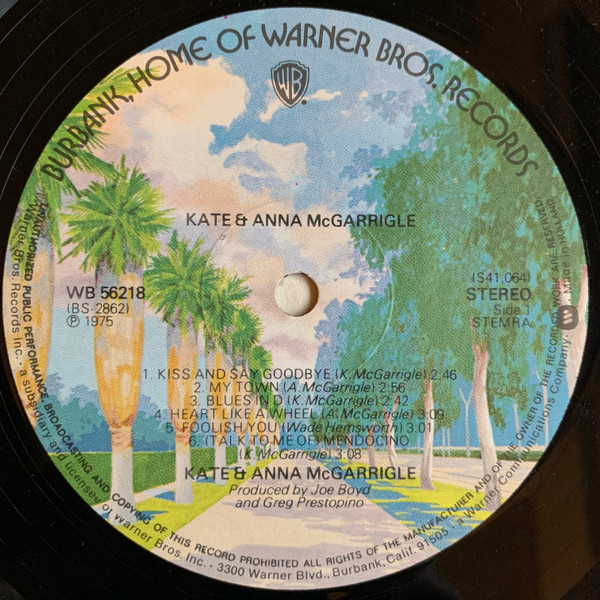 BURBANK, HOME OF WARNER BROS. RECORDS
WB
KATE & ANNA McGARRIGLE
WB 56218
(BS-2862)
℗ 1975
(S41,064)
STEREO
Side 1
STEMRA
1. KISS AND SAY GOODBYE (K. McGarrigle) 2:46
2. MY TOWN (A. McGarrigle) 2:56
3. BLUES IN D (K. McGarrigle) 2:42
4. HEART LIKE A WHEEL (A. McGarrigle) 3:09
5. FOOLISH YOU (Wade Hemsworth) 3:01
6. (TALK TO ME OF) MENDOCINO
(K. McGarrigle) 3:08
KATE & ANNA McGARRIGLE
Produced by Joe Boyd
and Greg Prestopino
UNAUTHORIZED PUBLIC PERFORMANCE, BROADCASTING AND COPYING OF THIS RECORD PROHIBITED ALL RIGHTS OF THE MANUFACTURER AND OF THE OWNER OF THE RECORDED WORK ARE RESERVED.
Warner Bros. Records Inc. · a subsidiary and licensee of Warner Bros. Inc. · 3300 Warner Blvd., Burbank, Calif. 91505 · a Warner Communications Company. Made in Holland